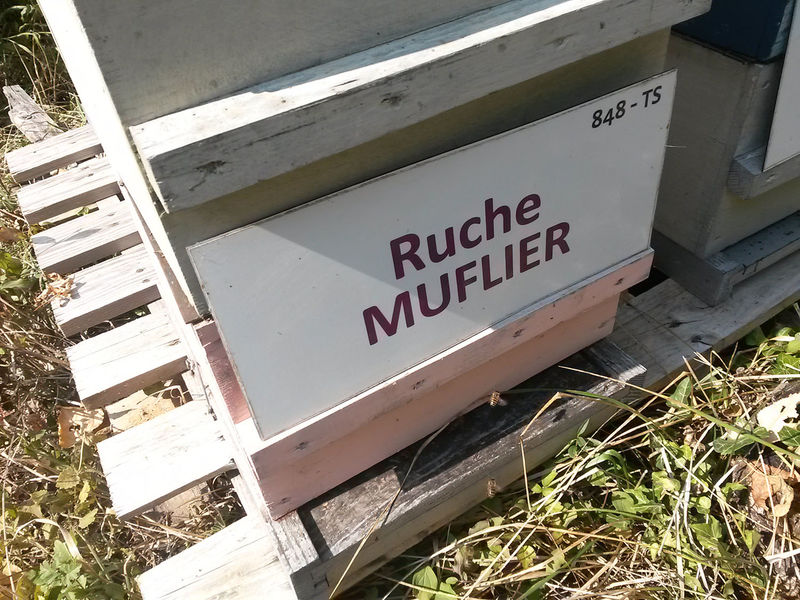 848 - TS
Ruche
MUFLIER